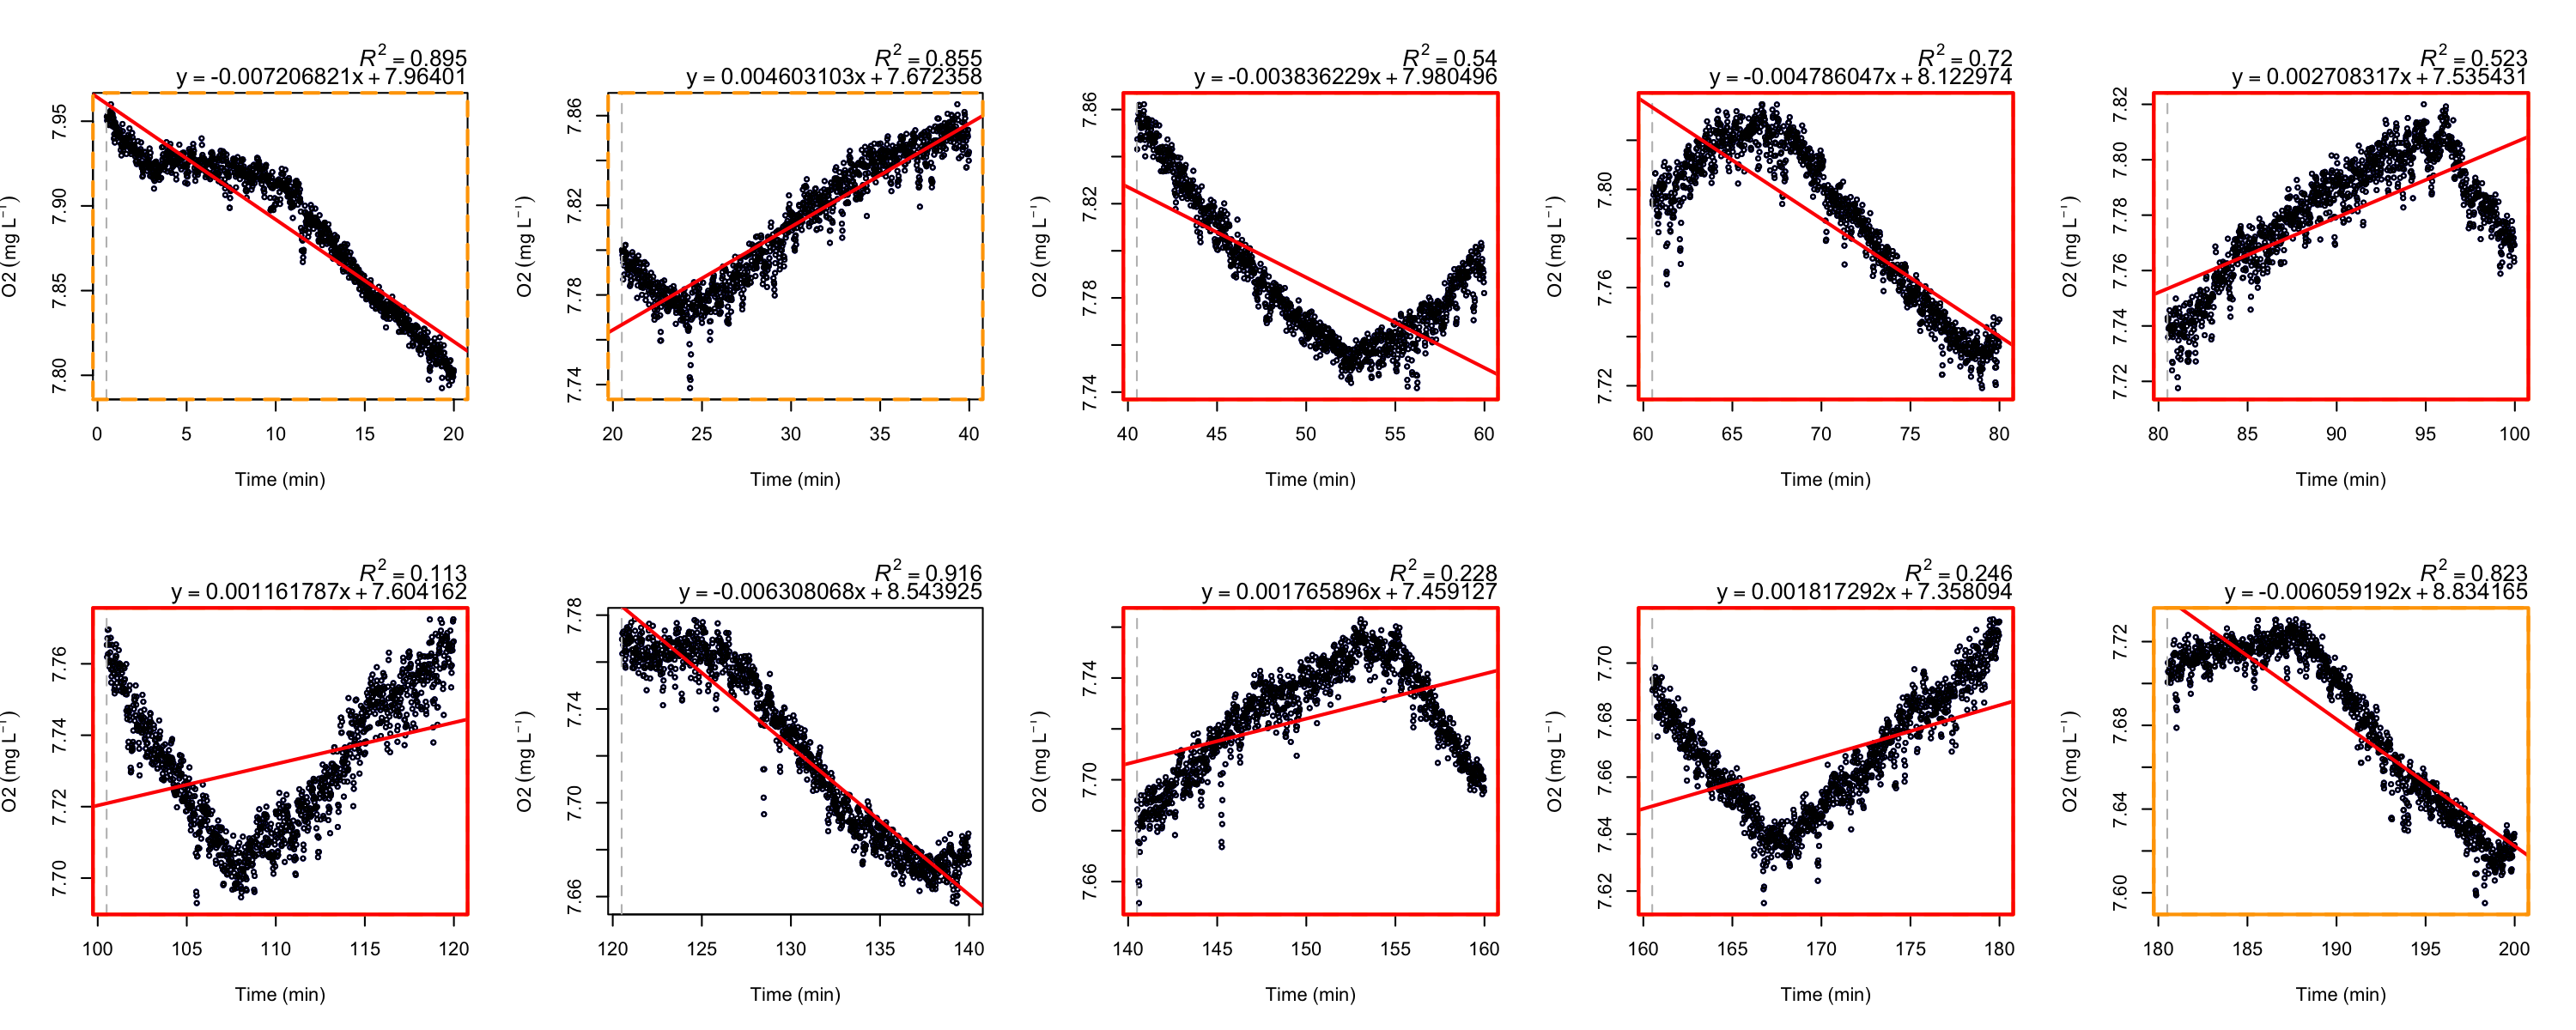 R² = 0.895
y = -0.007206821x + 7.96401
O2 (mg L⁻¹)
7.80 7.85 7.90 7.95
0 5 10 15 20
Time (min)
R² = 0.855
y = 0.004603103x + 7.672358
O2 (mg L⁻¹)
7.74 7.78 7.82 7.86
20 25 30 35 40
Time (min)
R² = 0.54
y = -0.003836229x + 7.980496
O2 (mg L⁻¹)
7.74 7.78 7.82 7.86
40 45 50 55 60
Time (min)
R² = 0.72
y = -0.004786047x + 8.122974
O2 (mg L⁻¹)
7.72 7.76 7.80
60 65 70 75 80
Time (min)
R² = 0.523
y = 0.002708317x + 7.535431
O2 (mg L⁻¹)
7.72 7.74 7.76 7.78 7.80 7.82
80 85 90 95 100
Time (min)
R² = 0.113
y = 0.001161787x + 7.604162
O2 (mg L⁻¹)
7.70 7.72 7.74 7.76
100 105 110 115 120
Time (min)
R² = 0.916
y = -0.006308068x + 8.543925
O2 (mg L⁻¹)
7.66 7.70 7.74 7.78
120 125 130 135 140
Time (min)
R² = 0.228
y = 0.001765896x + 7.459127
O2 (mg L⁻¹)
7.66 7.70 7.74
140 145 150 155 160
Time (min)
R² = 0.246
y = 0.001817292x + 7.358094
O2 (mg L⁻¹)
7.62 7.64 7.66 7.68 7.70
160 165 170 175 180
Time (min)
R² = 0.823
y = -0.006059192x + 8.834165
O2 (mg L⁻¹)
7.60 7.64 7.68 7.72
180 185 190 195 200
Time (min)